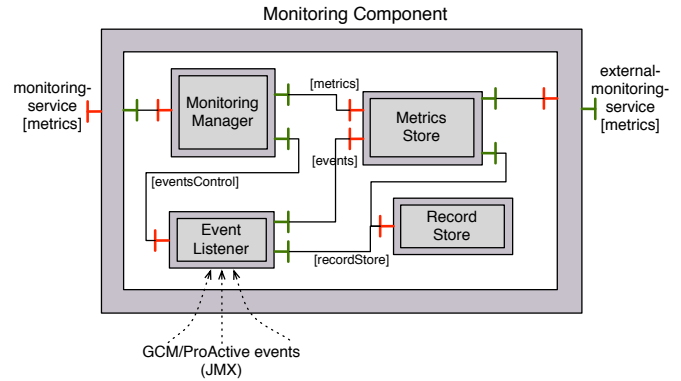 Monitoring Component
monitoring-
service
[metrics]
Monitoring
Manager
[metrics]
Metrics
Store
external-
monitoring-
service
[metrics]
[events]
[eventsControl]
Event
Listener
Record
Store
[recordStore]
GCM/ProActive events
(JMX)